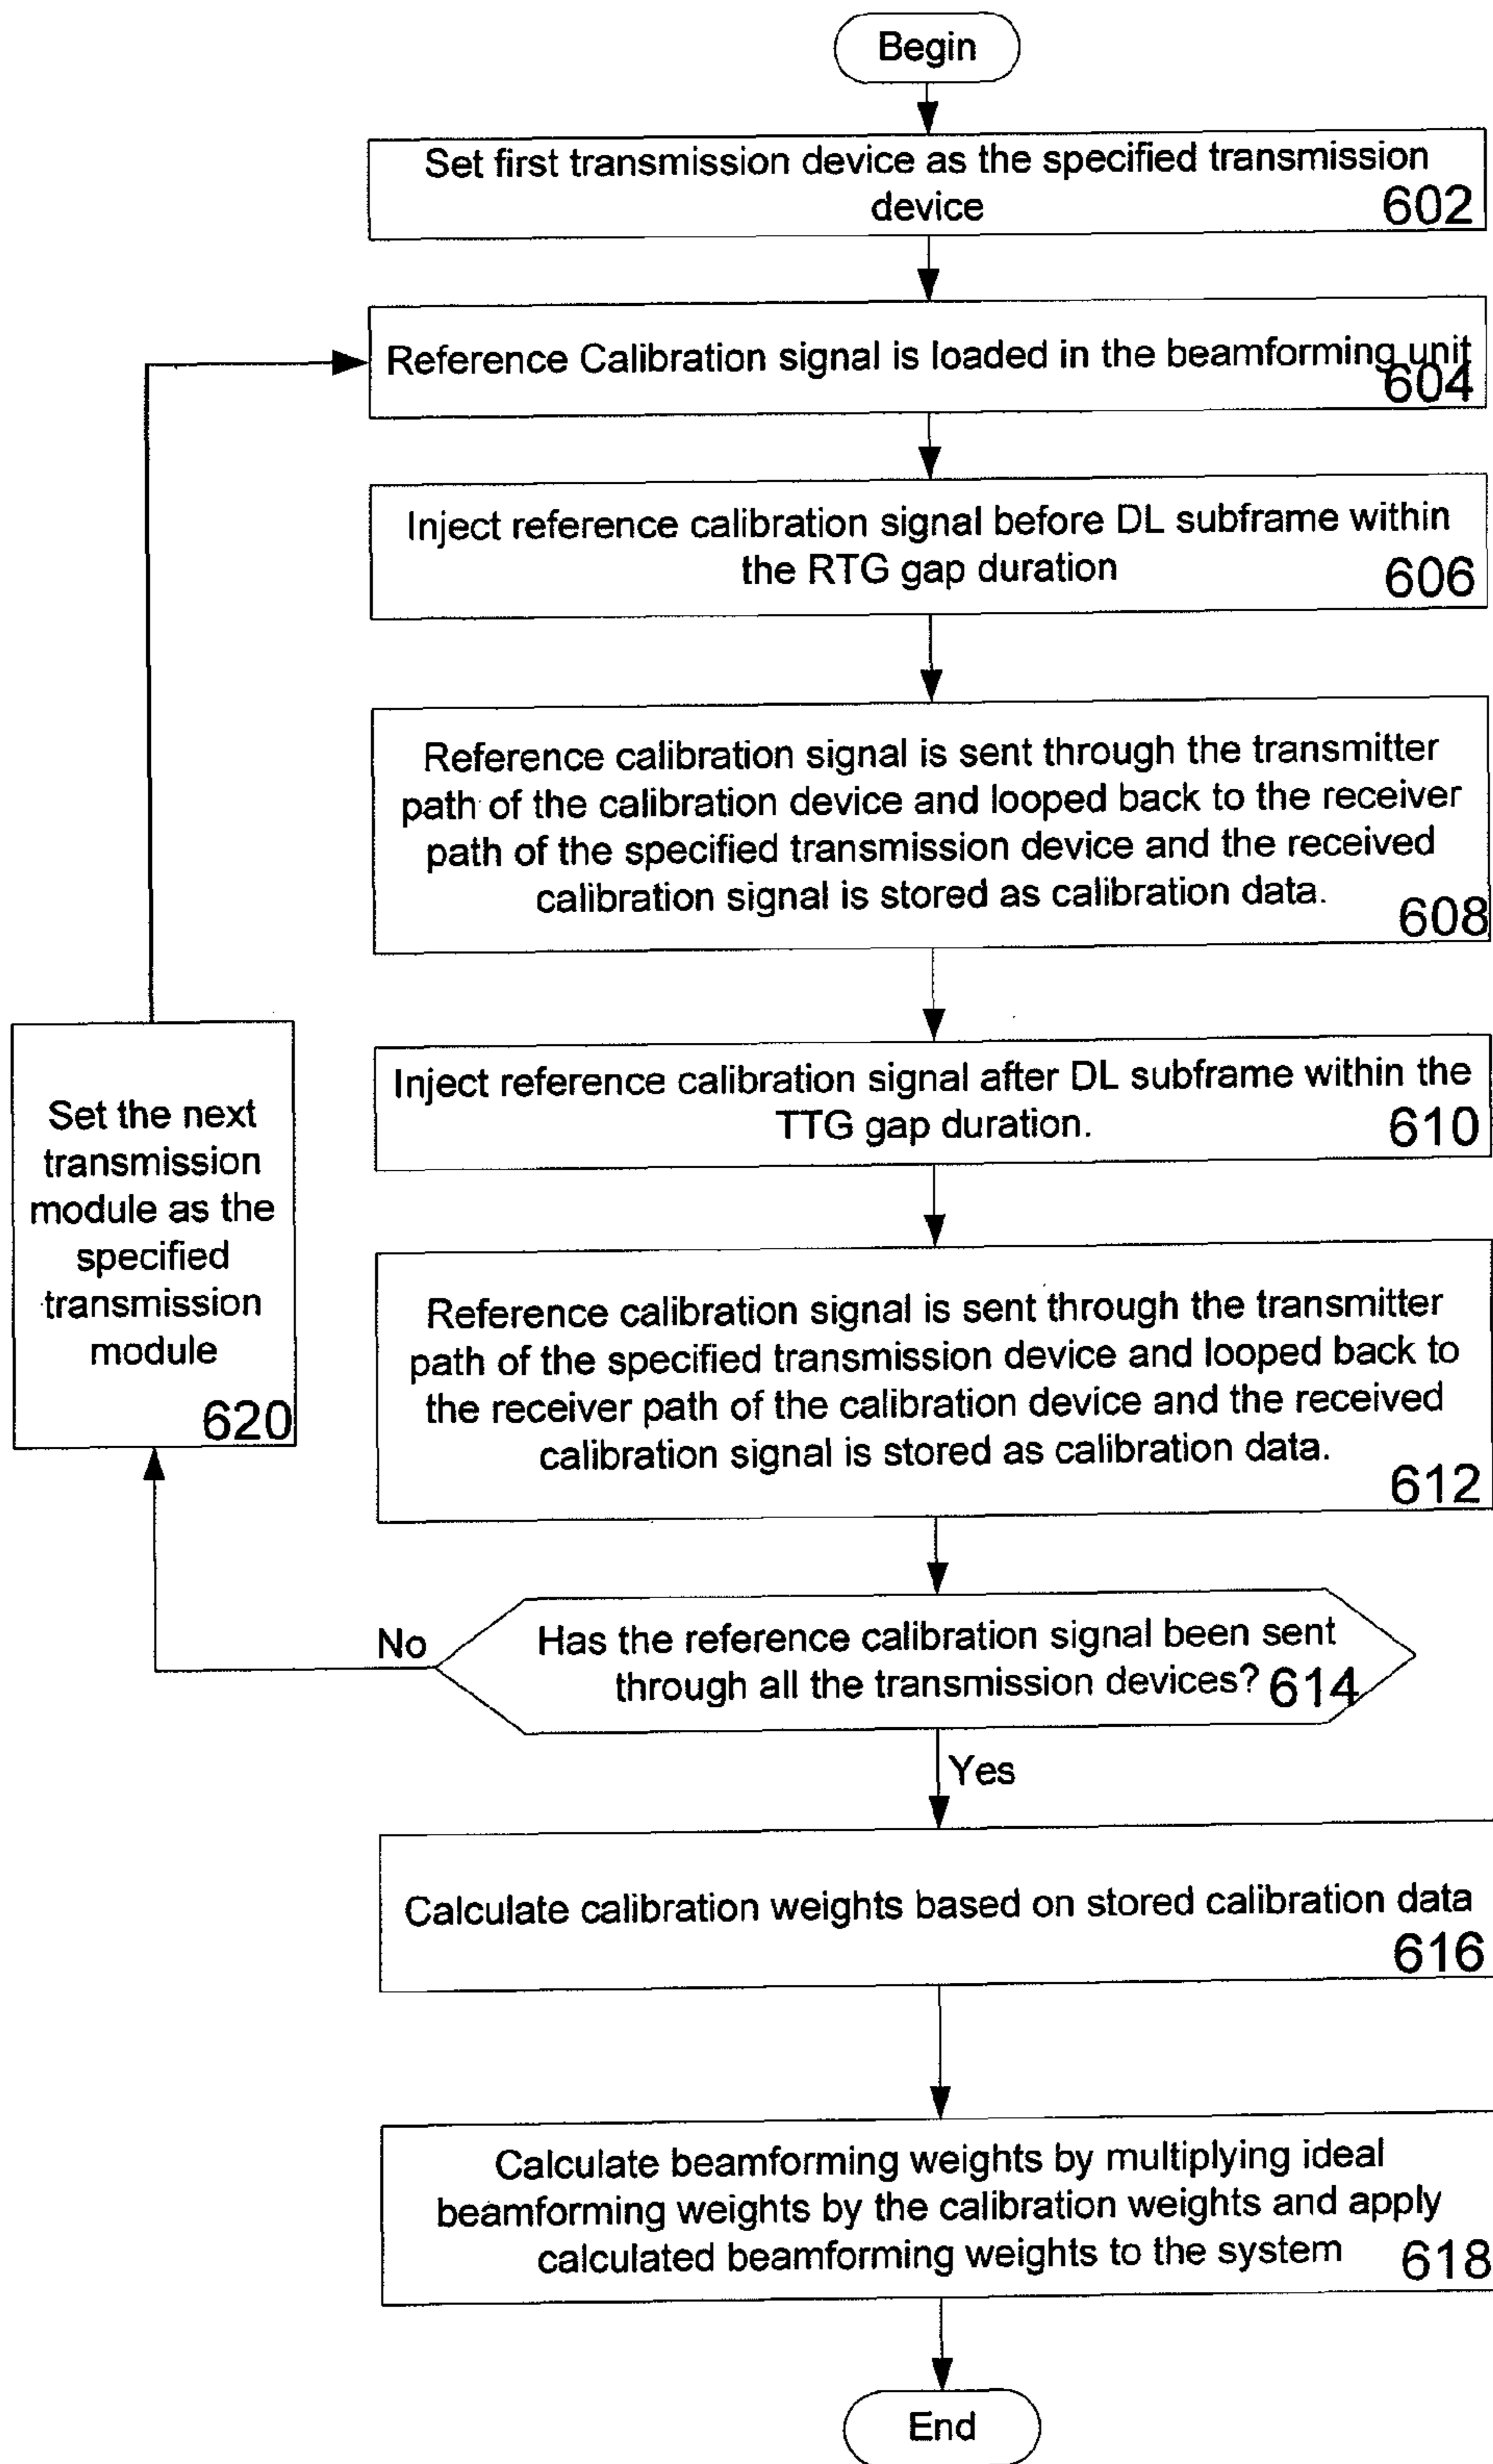 Begin
Set first transmission device as the specified transmission
device
602
Reference Calibration signal is loaded in the beamforming unit
604
Inject reference calibration signal before DL subframe within
the RTG gap duration
606
Reference calibration signal is sent through the transmitter
path of the calibration device and looped back to the receiver
path of the specified transmission device and the received
calibration signal is stored as calibration data.
608
Inject reference calibration signal after DL subframe within the
TTG gap duration.
610
Reference calibration signal is sent through the transmitter
path of the specified transmission device and looped back to
the receiver path of the calibration device and the received
calibration signal is stored as calibration data.
612
Has the reference calibration signal been sent
through all the transmission devices? 614
No
Set the next
transmission
module as the
specified
transmission
module
620
Yes
Calculate calibration weights based on stored calibration data
616
Calculate beamforming weights by multiplying ideal
beamforming weights by the calibration weights and apply
calculated beamforming weights to the system
618
End